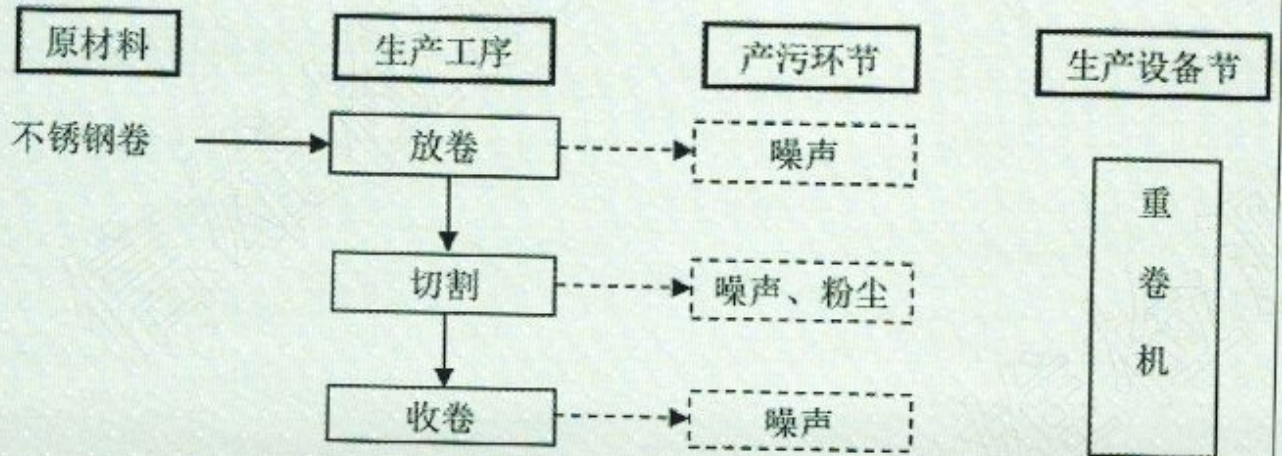 原材料 生产工序 产污环节 生产设备节
不锈钢卷 放卷 噪声
切割 噪声、粉尘
收卷 噪声
重
卷
机